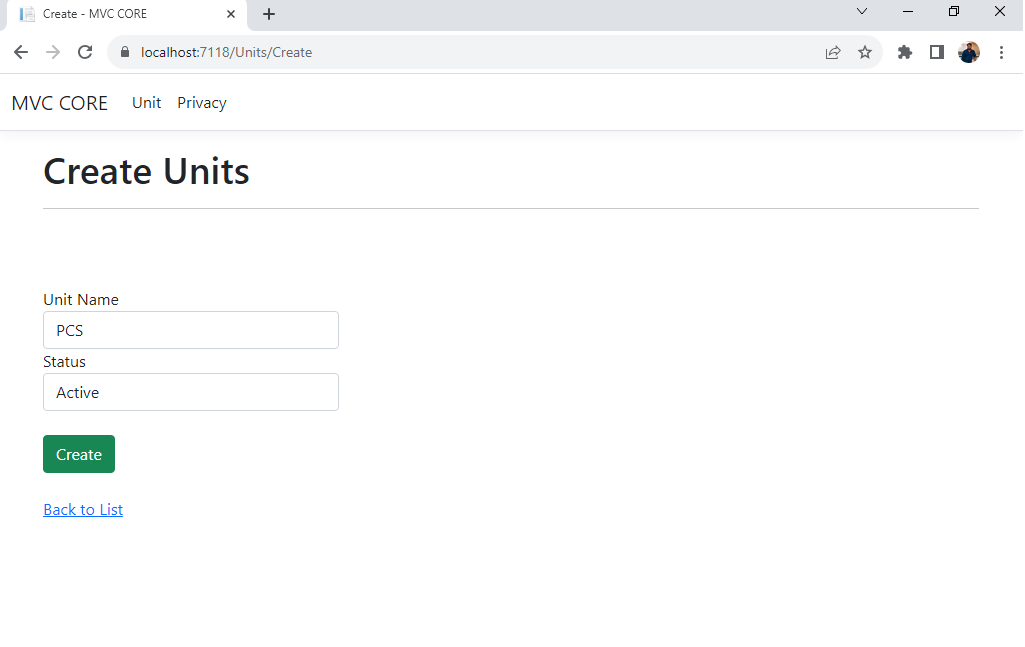 Create - MVC CORE
localhost:7118/Units/Create
MVC CORE Unit Privacy
Create Units
Unit Name
PCS
Status
Active
Create
Back to List